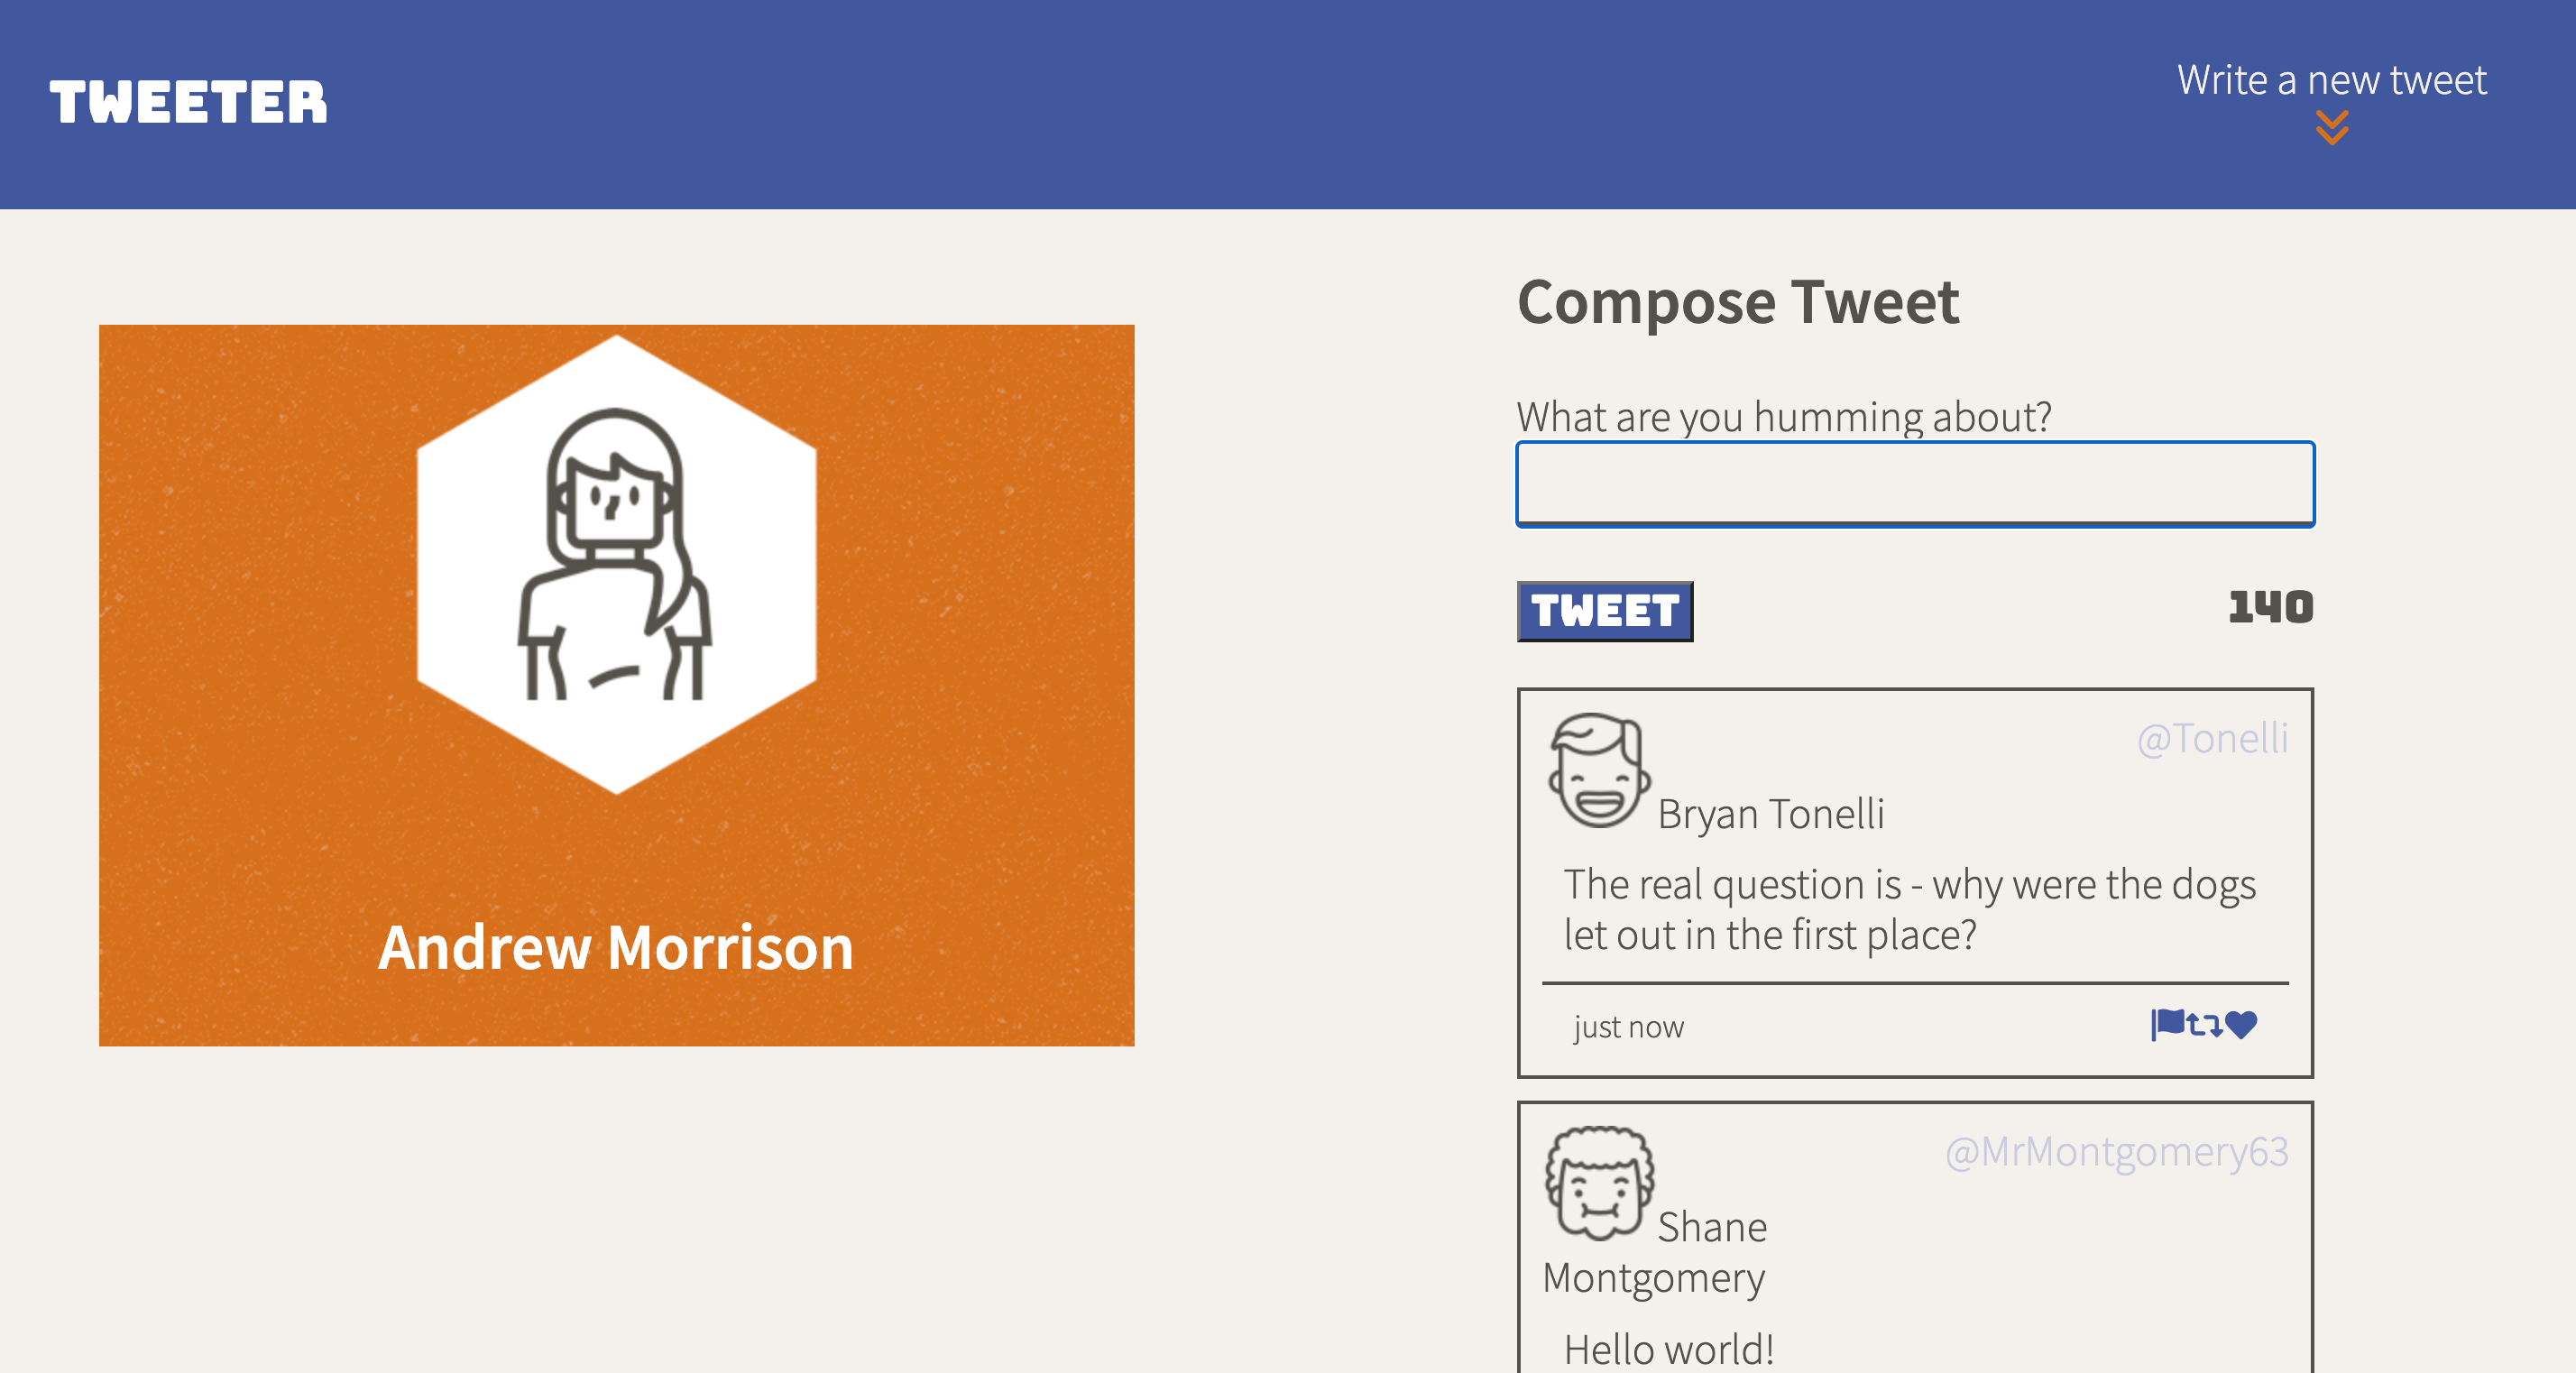 TWEETER
Write a new tweet
Andrew Morrison
Compose Tweet
What are you humming about?
TWEET
140
@Tonelli
Bryan Tonelli
The real question is - why were the dogs
let out in the first place?
just now
@MrMontgomery63
Shane
Montgomery
Hello world!